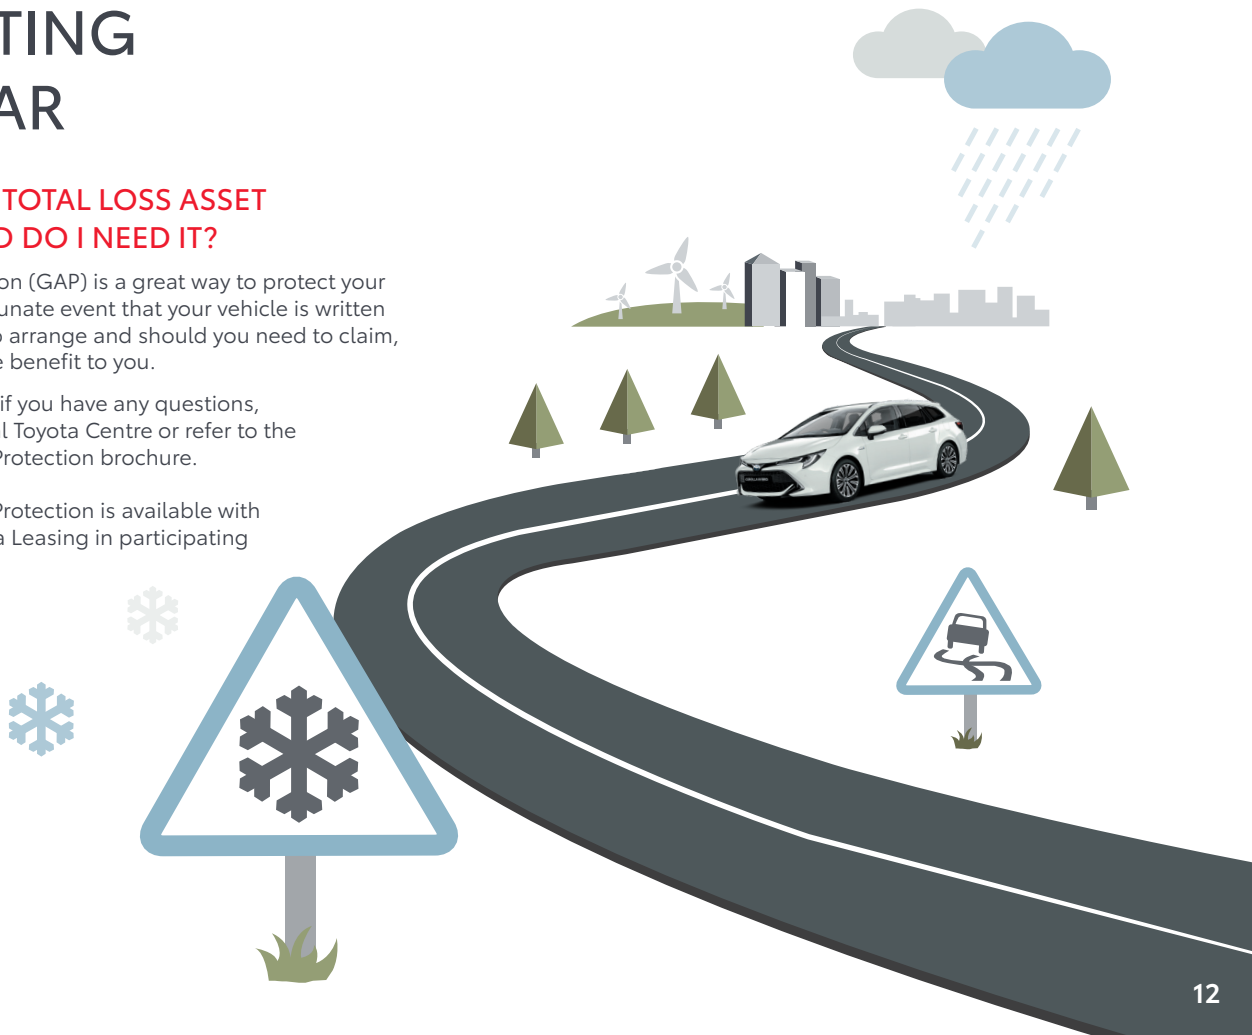 TING
AR
TOTAL LOSS ASSET
D DO I NEED IT?
on (GAP) is a great way to protect your
unate event that your vehicle is written
o arrange and should you need to claim,
e benefit to you.
if you have any questions,
al Toyota Centre or refer to the
Protection brochure.
Protection is available with
a Leasing in participating
12